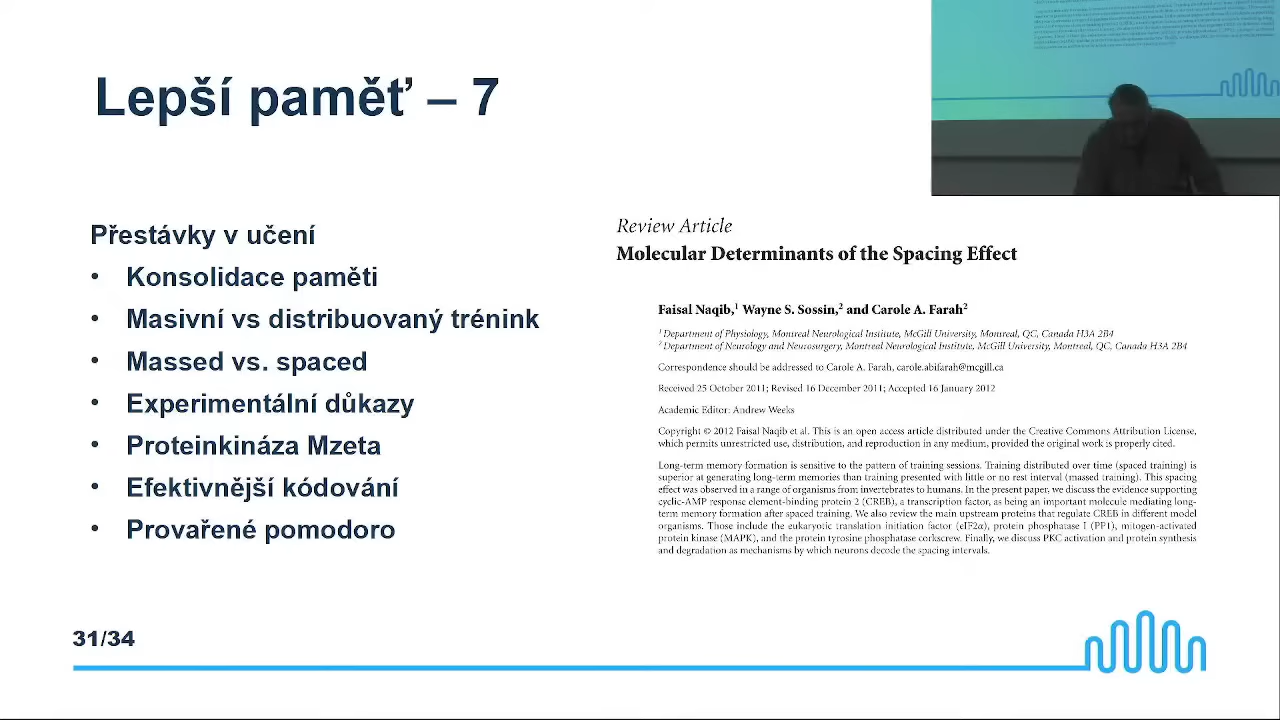 Lepší paměť – 7
Přestávky v učení
• Konsolidace paměti
• Masivní vs distribuovaný trénink
• Massed vs. spaced
• Experimentální důkazy
• Proteinkináza Mzeta
• Efektivnější kódování
• Provařené pomodoro
Review Article
Molecular Determinants of the Spacing Effect
Faisal Naqib,1 Wayne S. Sossin,2 and Carole A. Farah2
1 Department of Physiology, Montreal Neurological Institute, McGill University, Montreal, QC, Canada H3A 2B4
2 Department of Neurology and Neurosurgery, Montreal Neurological Institute, McGill University, Montreal, QC, Canada H3A 2B4
Correspondence should be addressed to Carole A. Farah, carole.abifarah@mcgill.ca
Received 25 October 2011; Revised 16 December 2011; Accepted 16 January 2012
Academic Editor: Andrew Weeks
Copyright © 2012 Faisal Naqib et al. This is an open access article distributed under the Creative Commons Attribution License,
which permits unrestricted use, distribution, and reproduction in any medium, provided the original work is properly cited.
Long-term memory formation is sensitive to the pattern of training sessions. Training distributed over time (spaced training) is
superior at generating long-term memories than training presented with little or no rest interval (massed training). This spacing
effect was observed in a range of organisms from invertebrates to humans. In the present paper, we discuss the evidence supporting
cyclic-AMP response element-binding protein 2 (CREB), a transcription factor, as being an important molecule mediating long-
term memory formation after spaced training. We also review the main upstream proteins that regulate CREB in different model
organisms. Those include the eukaryotic translation initiation factor (eIF2α), protein phosphatase I (PP1), mitogen-activated
protein kinase (MAPK), and the protein tyrosine phosphatase corkscrew. Finally, we discuss PKC activation and protein synthesis
and degradation as mechanisms by which neurons decode the spacing intervals.
31/34